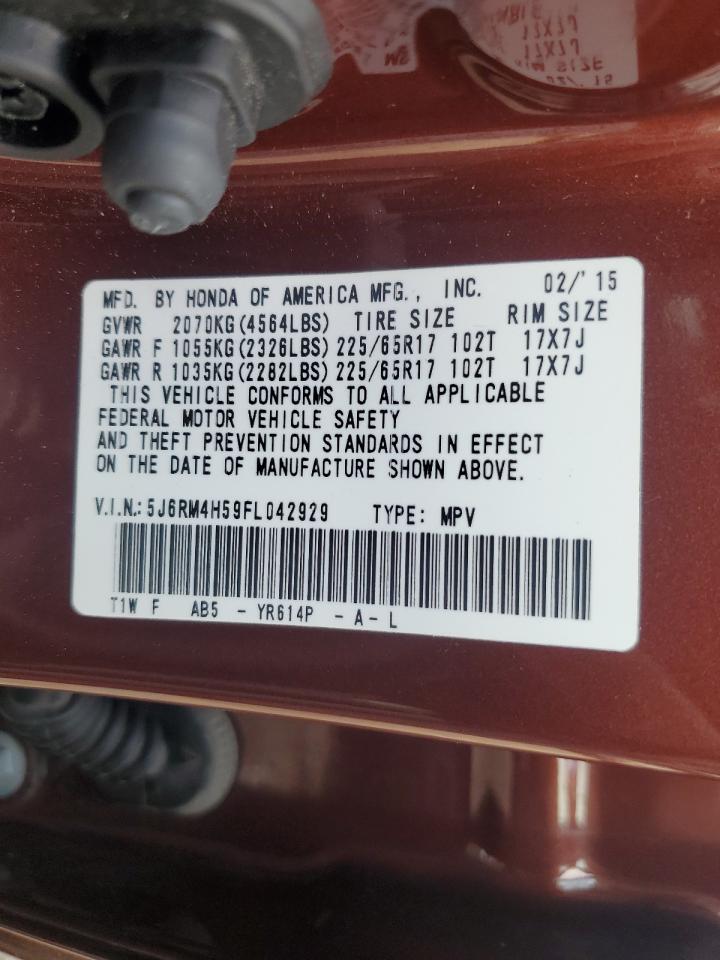 MFD. BY HONDA OF AMERICA MFG., INC. 02/'15
GVWR 2070KG(4564LBS) TIRE SIZE RIM SIZE
GAWR F 1055KG(2326LBS) 225/65R17 102T 17X7J
GAWR R 1035KG(2282LBS) 225/65R17 102T 17X7J
THIS VEHICLE CONFORMS TO ALL APPLICABLE
FEDERAL MOTOR VEHICLE SAFETY
AND THEFT PREVENTION STANDARDS IN EFFECT
ON THE DATE OF MANUFACTURE SHOWN ABOVE.
V.I.N.: 5J6RM4H59FL042929 TYPE: MPV
T1W F AB5 - YR614P - A - L